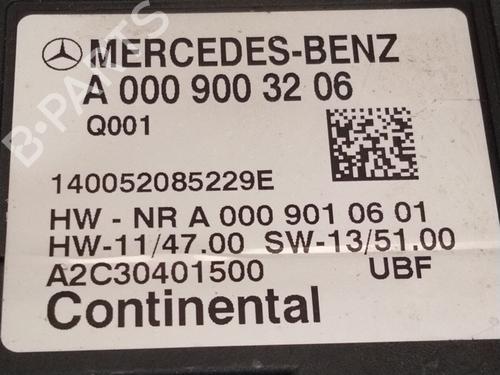 MERCEDES-BENZ
A 000 900 32 06
Q001
140052085229E
HW - NR A 000 901 06 01
HW-11/47.00 SW-13/51.00
A2C30401500 UBF
Continental
B-PARTS